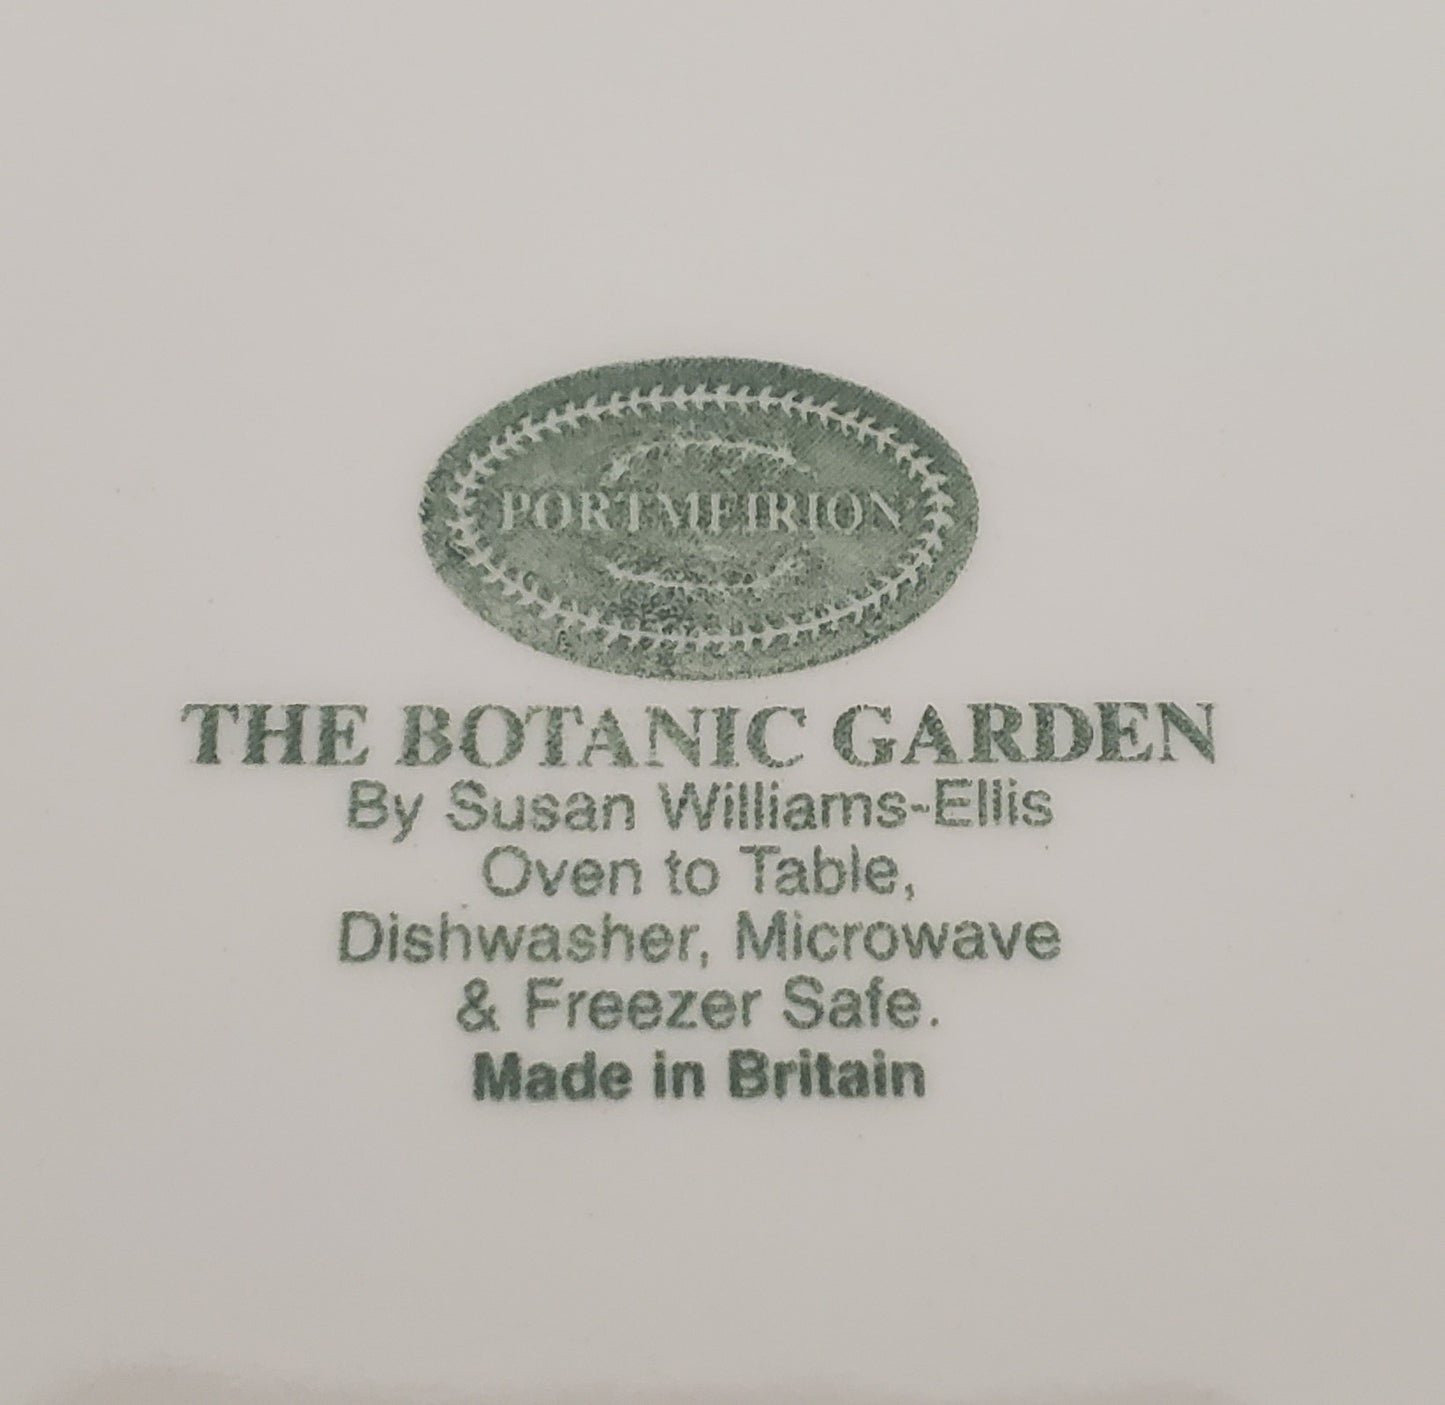 PORTMEIRION
THE BOTANIC GARDEN
By Susan Williams-Ellis
Oven to Table,
Dishwasher, Microwave
& Freezer Safe.
Made in Britain